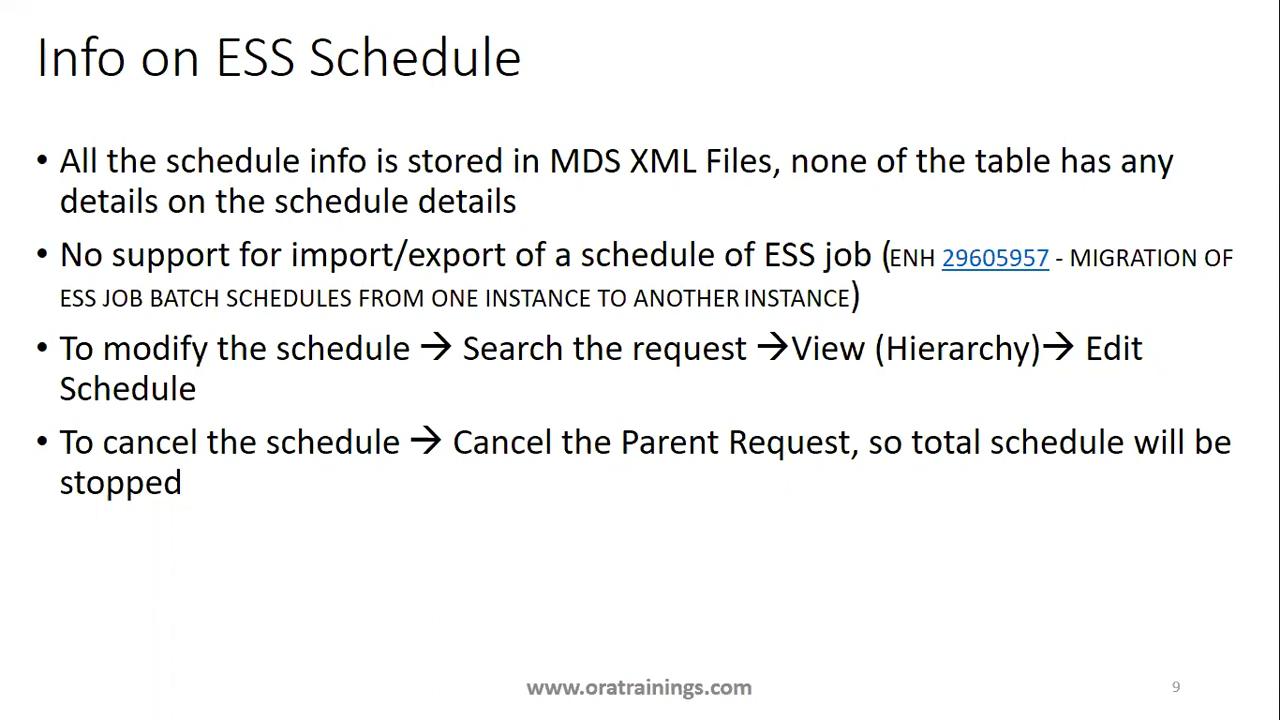 Info on ESS Schedule
• All the schedule info is stored in MDS XML Files, none of the table has any
details on the schedule details
• No support for import/export of a schedule of ESS job (ENH 29605957 - MIGRATION OF
ESS JOB BATCH SCHEDULES FROM ONE INSTANCE TO ANOTHER INSTANCE)
• To modify the schedule → Search the request →View (Hierarchy)→ Edit
Schedule
• To cancel the schedule → Cancel the Parent Request, so total schedule will be
stopped
www.oratrainings.com
9